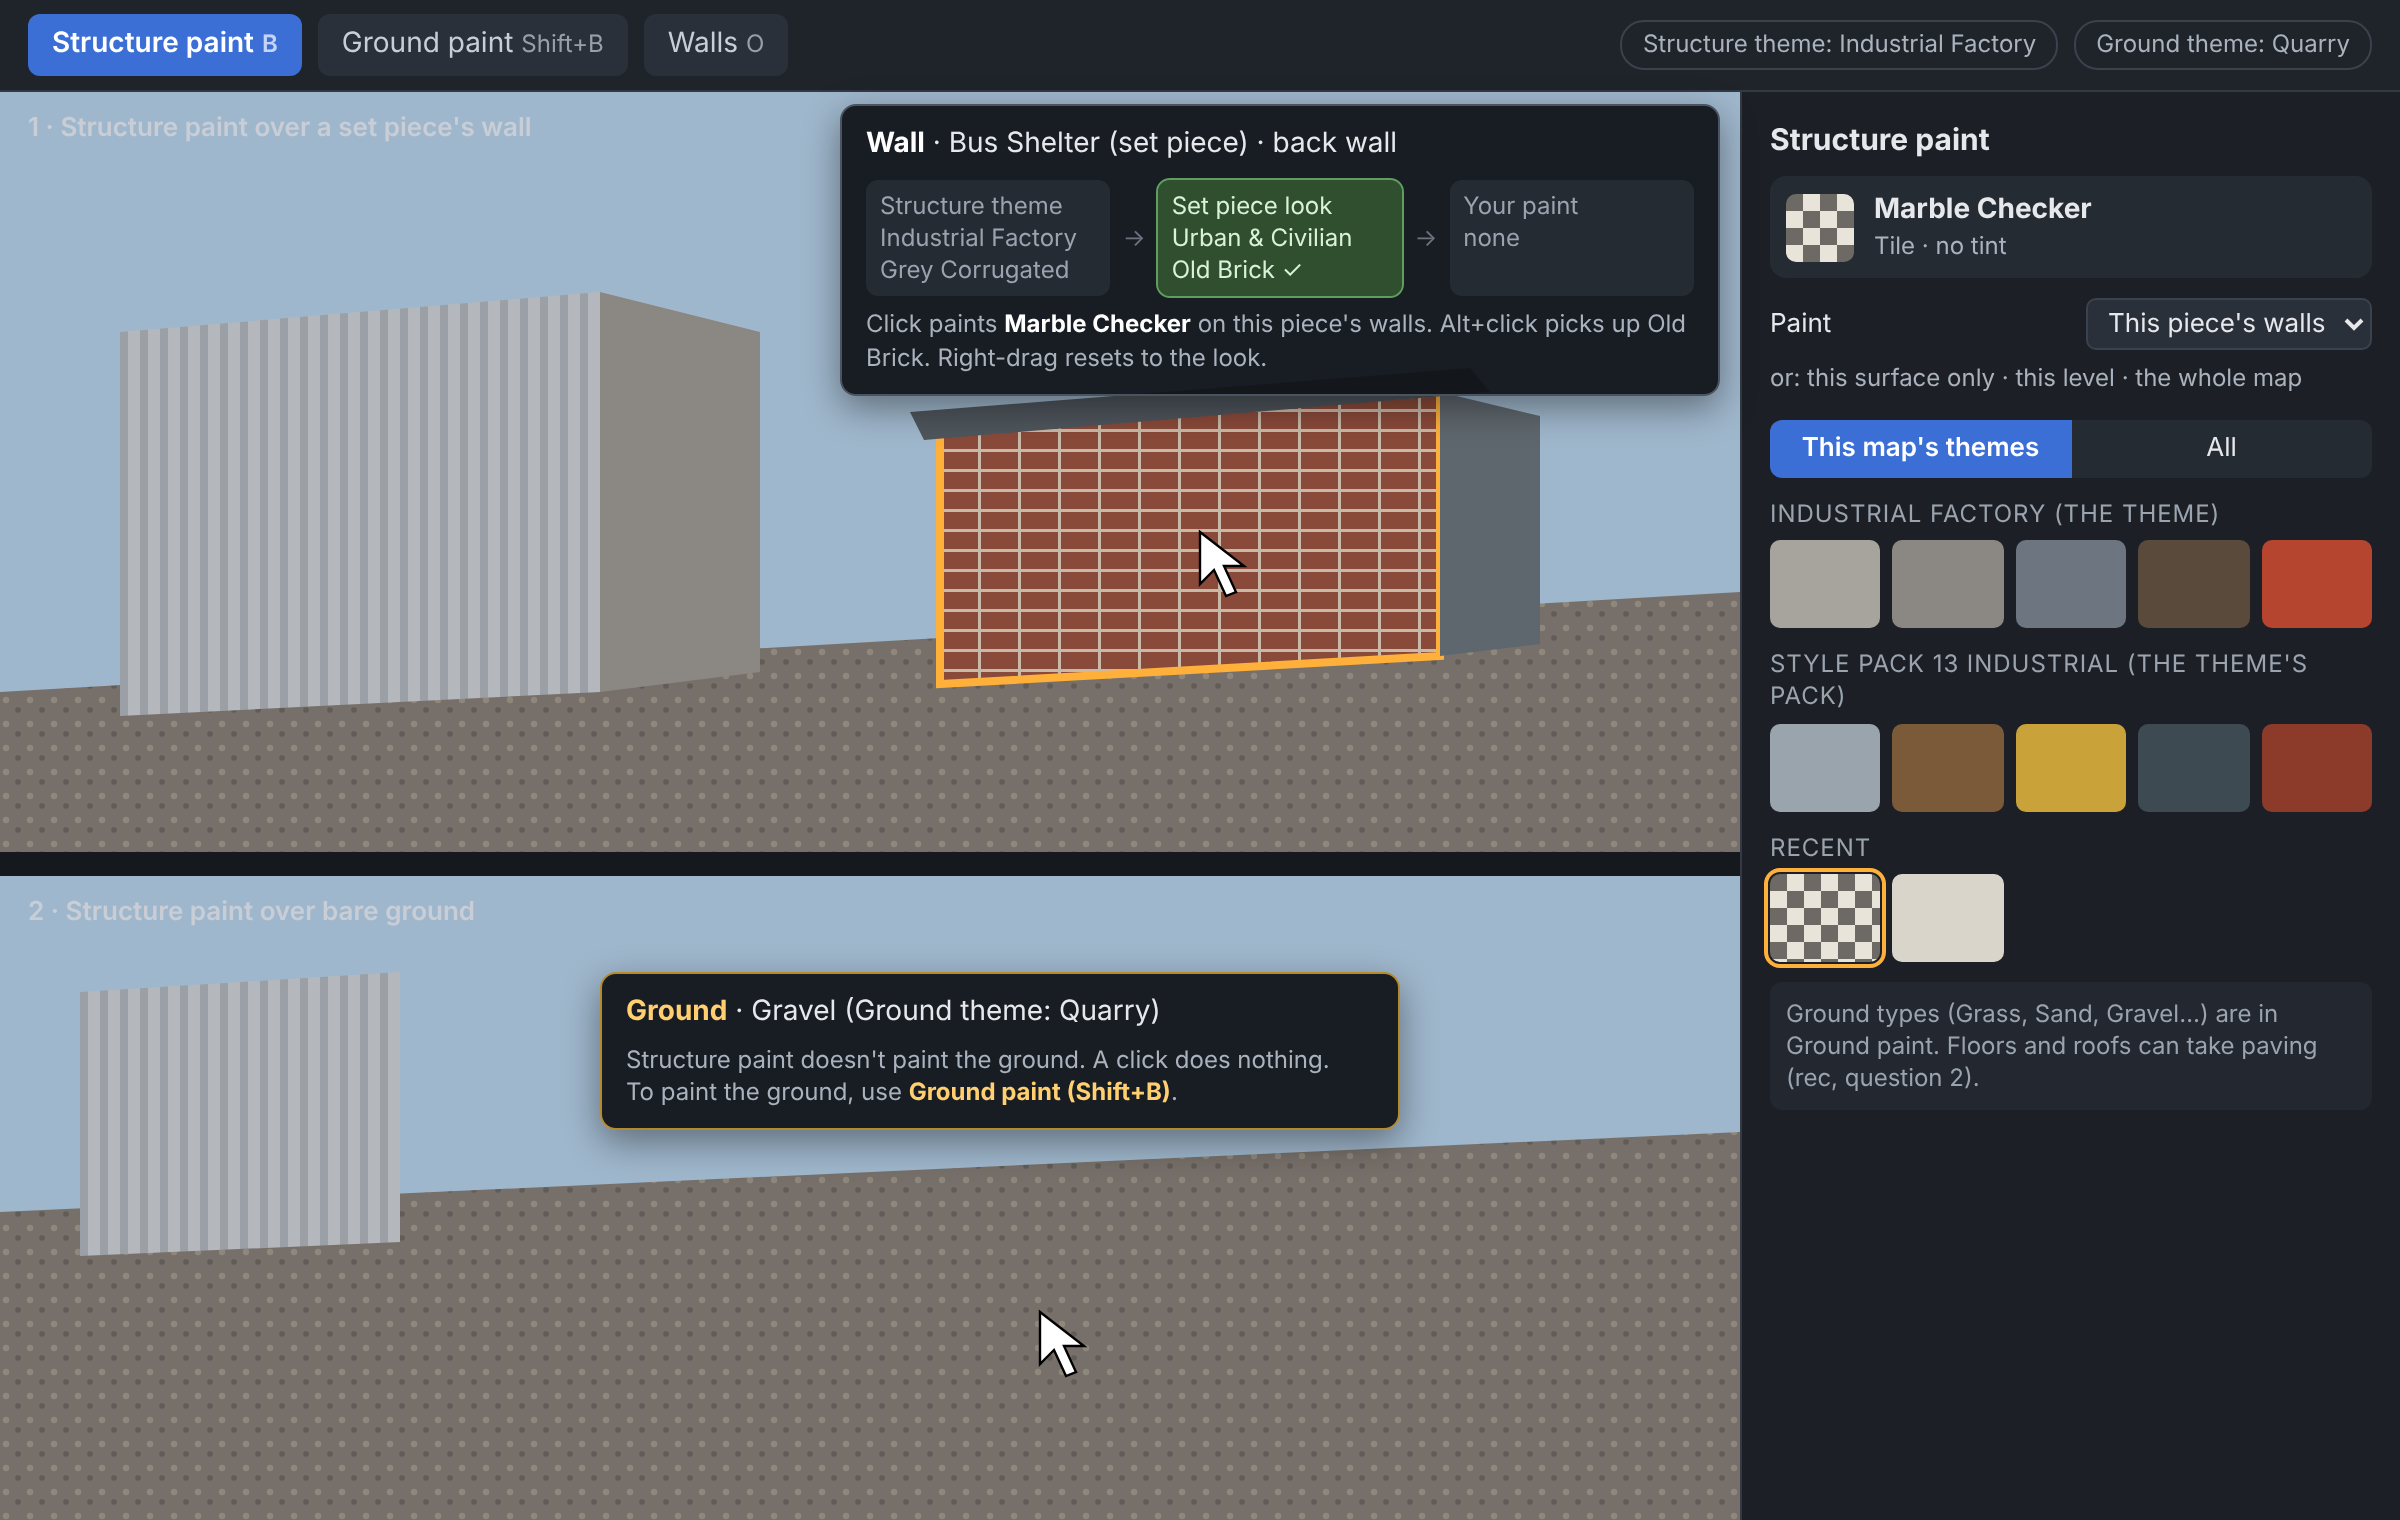 Structure paint B
Ground paint Shift+B
Walls O
Structure theme: Industrial Factory
Ground theme: Quarry
1 · Structure paint over a set piece's wall
Wall · Bus Shelter (set piece) · back wall
Structure theme
Industrial Factory
Grey Corrugated
→
Set piece look
Urban & Civilian
Old Brick ✓
→
Your paint
none
Click paints Marble Checker on this piece's walls. Alt+click picks up Old
Brick. Right-drag resets to the look.
2 · Structure paint over bare ground
Ground · Gravel (Ground theme: Quarry)
Structure paint doesn't paint the ground. A click does nothing.
To paint the ground, use Ground paint (Shift+B).
Structure paint
Marble Checker
Tile · no tint
Paint
This piece's walls
or: this surface only · this level · the whole map
This map's themes
All
INDUSTRIAL FACTORY (THE THEME)
STYLE PACK 13 INDUSTRIAL (THE THEME'S
PACK)
RECENT
Ground types (Grass, Sand, Gravel...) are in
Ground paint. Floors and roofs can take paving
(rec, question 2).